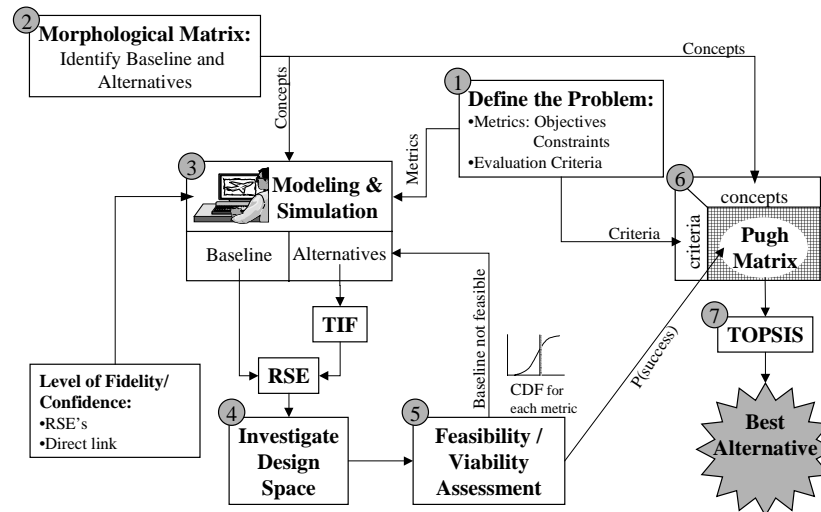 2
Morphological Matrix:
Identify Baseline and
Alternatives
Concepts
Concepts
1
Define the Problem:
•Metrics: Objectives
Constraints
•Evaluation Criteria
Metrics
3
Modeling &
Simulation
Baseline
Alternatives
6
concepts
criteria
Pugh
Matrix
Criteria
TIF
RSE
Baseline not feasible
CDF for
each metric
P(success)
7
TOPSIS
Level of Fidelity/
Confidence:
•RSE's
•Direct link
4
Investigate
Design
Space
5
Feasibility /
Viability
Assessment
Best
Alternative